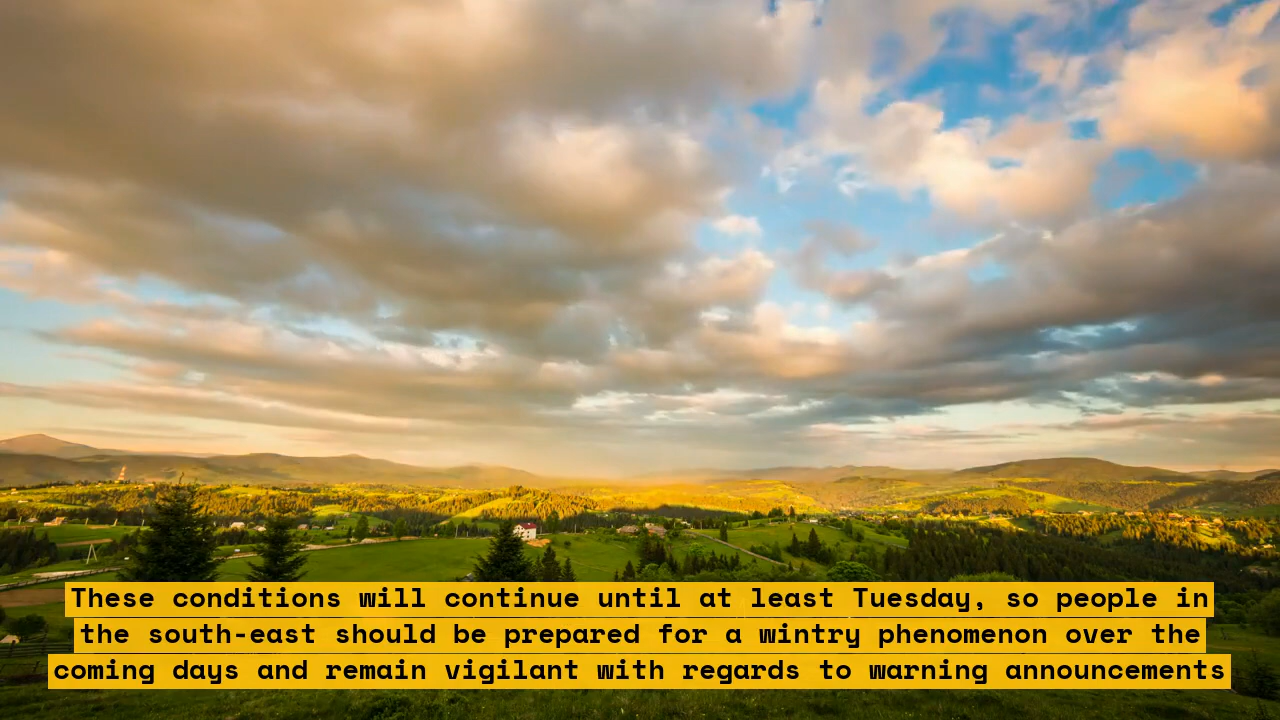 These conditions will continue until at least Tuesday, so people in
the south-east should be prepared for a wintry phenomenon over the
coming days and remain vigilant with regards to warning announcements